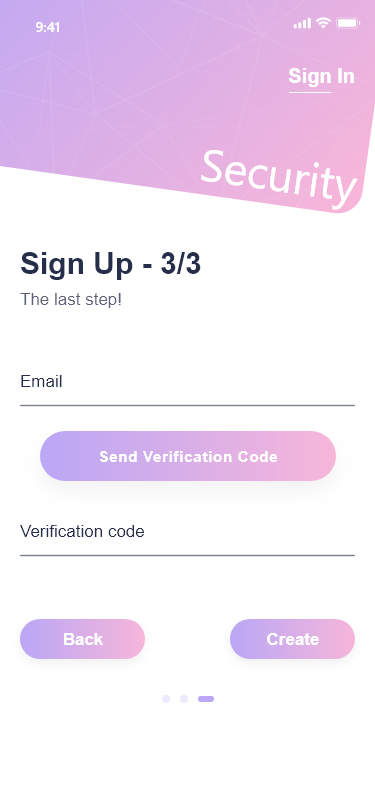 9:41
Sign In
Security
Sign Up - 3/3
The last step!
Email
Send Verification Code
Verification code
Back
Create